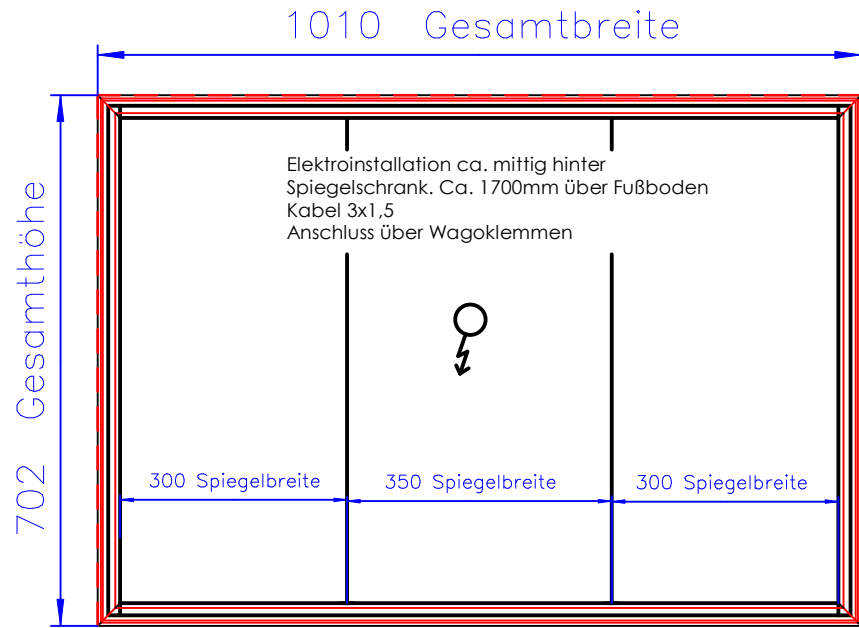 1010 Gesamtbreite
Elektroinstallation ca. mittig hinter
Spiegelschrank. Ca. 1700mm über Fußboden
Kabel 3x1,5
Anschluss über Wagoklemmen
702 Gesamthöhe
300 Spiegelbreite
350 Spiegelbreite
300 Spiegelbreite